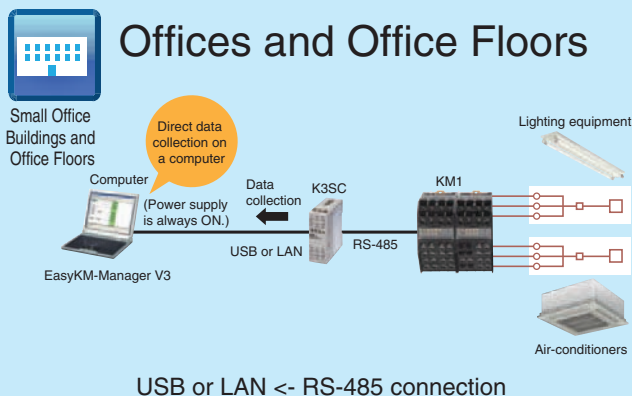 Offices and Office Floors
Small Office
Buildings and
Office Floors
Direct data
collection on
a computer
Computer
(Power supply
is always ON.)
EasyKM-Manager V3
Data
collection
USB or LAN
K3SC
RS-485
KM1
Lighting equipment
Air-conditioners
USB or LAN <- RS-485 connection